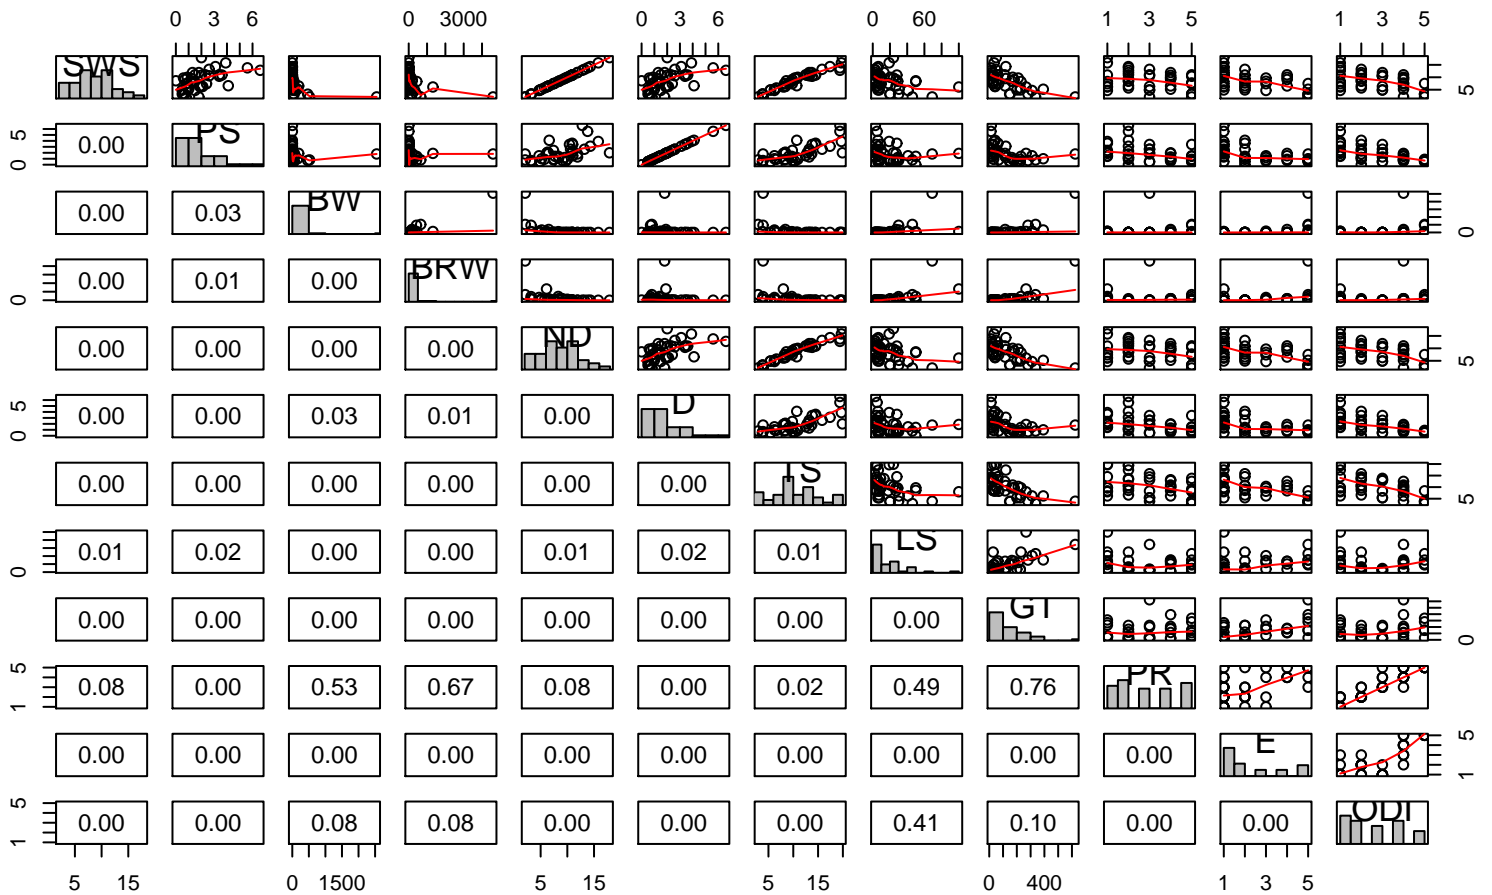 0 3 6 0 3000 0 3 6 0 60 1 3 5 1 3 5
SWS 5
0 5 0.00 PS
0.00 0.03 BW 0
0 0.00 0.01 0.00 BRW
0.00 0.00 0.00 0.00 ND 5
0 5 0.00 0.00 0.03 0.01 0.00 D
0.00 0.00 0.00 0.00 0.00 0.00 TS 5
0 0.01 0.02 0.00 0.00 0.01 0.02 0.01 LS
0.00 0.00 0.00 0.00 0.00 0.00 0.00 0.00 GT 0
1 5 0.08 0.00 0.53 0.67 0.08 0.00 0.02 0.49 0.76 PR
0.00 0.00 0.00 0.00 0.00 0.00 0.00 0.00 0.00 0.00 E 1 5
1 5 0.00 0.00 0.08 0.08 0.00 0.00 0.00 0.41 0.10 0.00 0.00 ODI
5 15 0 1500 5 15 5 15 0 400 1 3 5